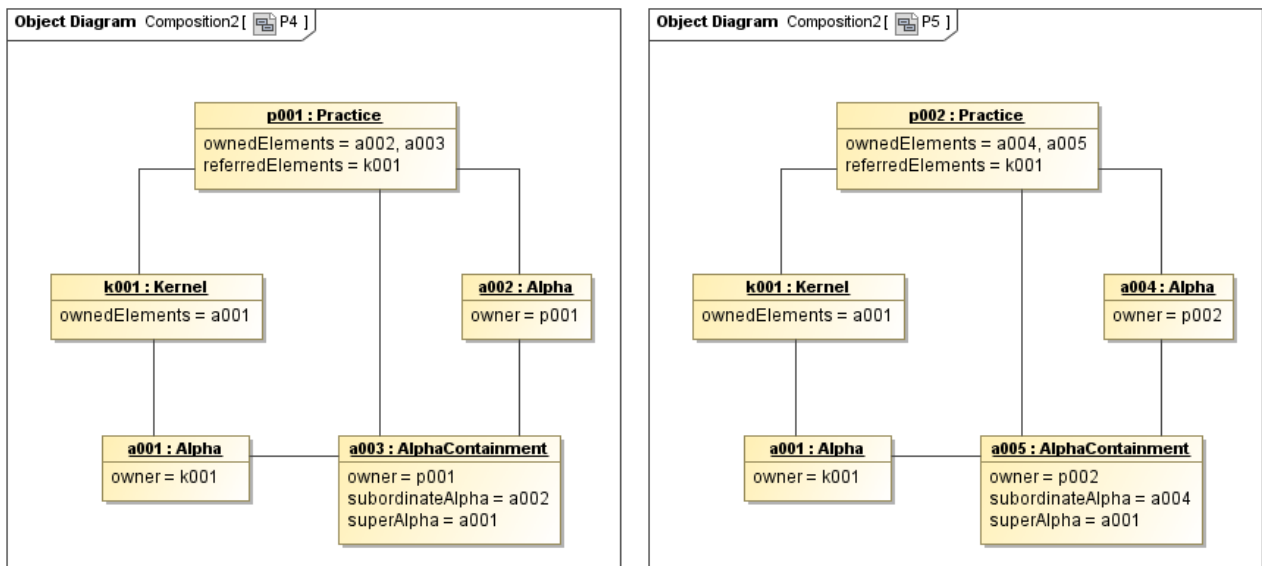 Object Diagram Composition2 [ P4 ]
p001 : Practice
ownedElements = a002, a003
referredElements = k001
k001 : Kernel
ownedElements = a001
a002 : Alpha
owner = p001
a001 : Alpha
owner = k001
a003 : AlphaContainment
owner = p001
subordinateAlpha = a002
superAlpha = a001
Object Diagram Composition2 [ P5 ]
p002 : Practice
ownedElements = a004, a005
referredElements = k001
k001 : Kernel
ownedElements = a001
a004 : Alpha
owner = p002
a001 : Alpha
owner = k001
a005 : AlphaContainment
owner = p002
subordinateAlpha = a004
superAlpha = a001